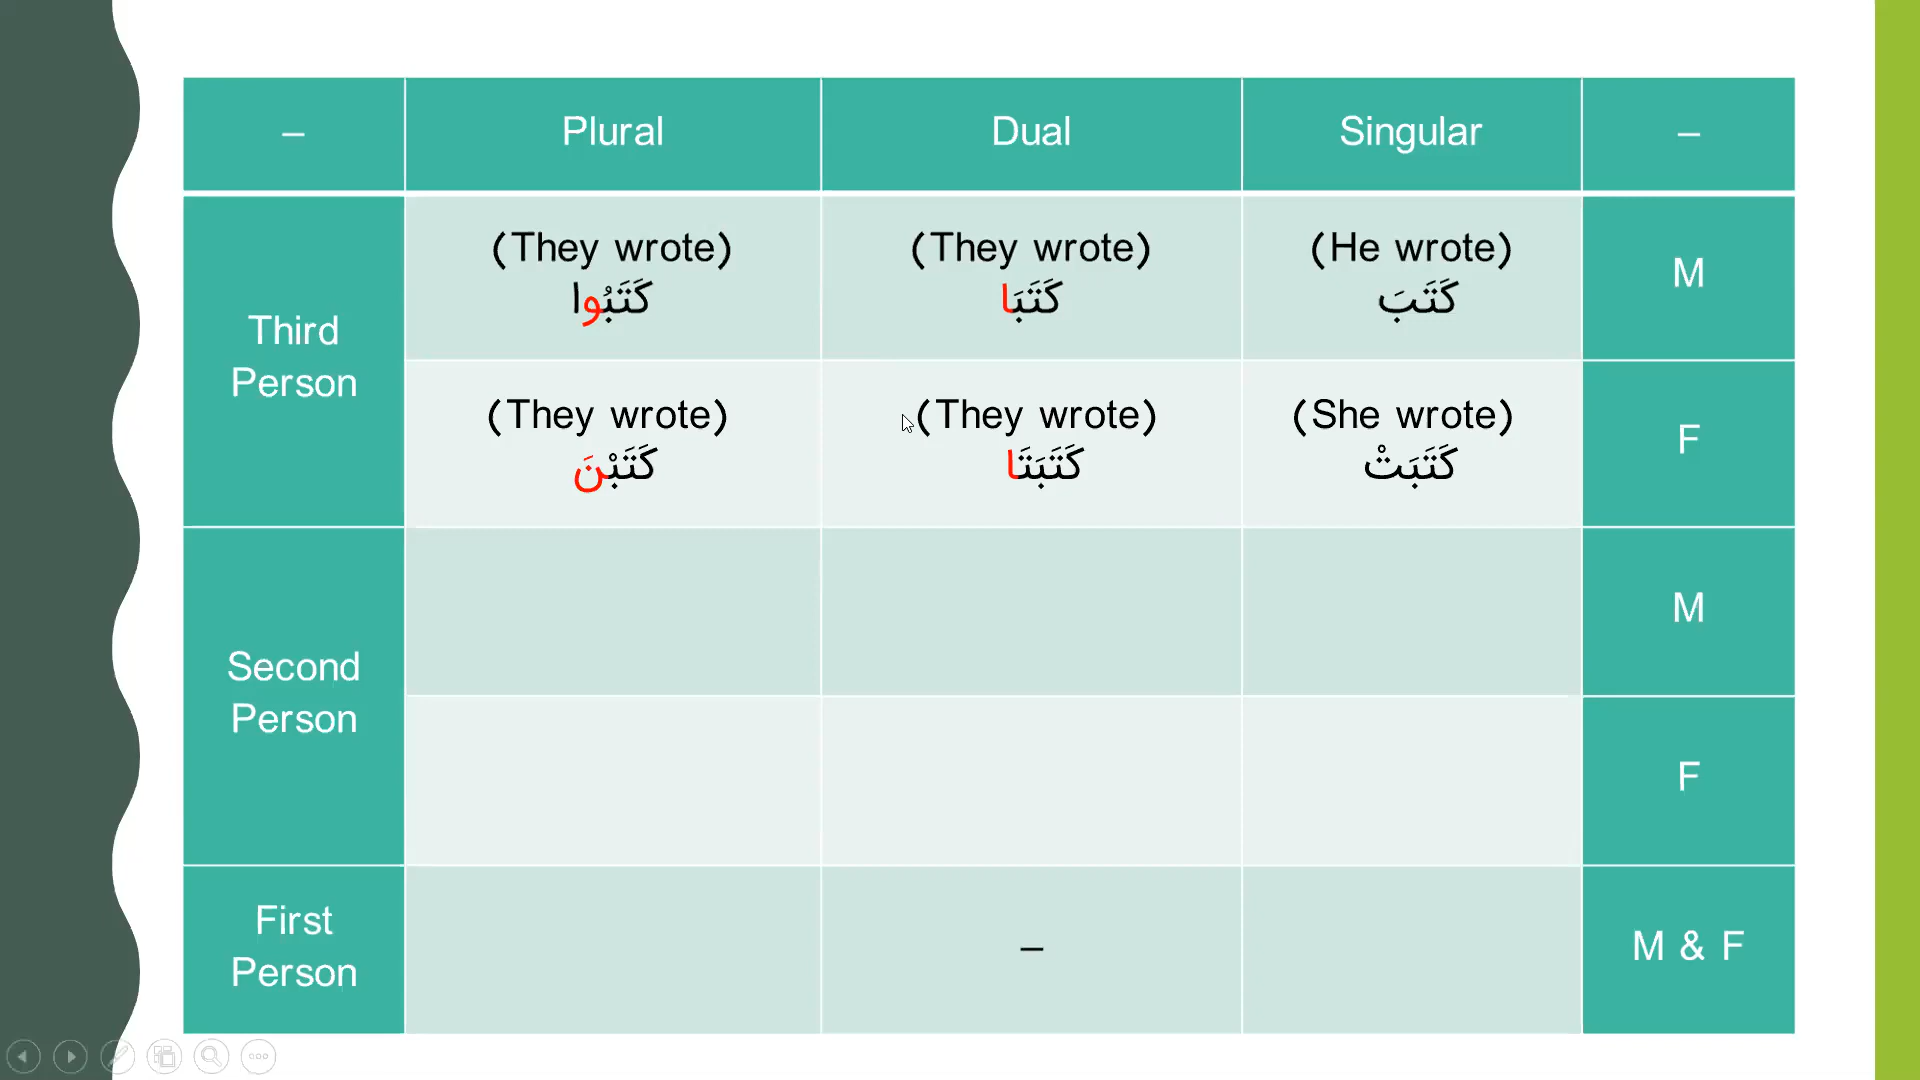 – Plural Dual Singular –
Third
Person
(They wrote)
كَتَبُوا
(They wrote)
كَتَبَا
(He wrote)
كَتَبَ
M
(They wrote)
كَتَبْنَ
(They wrote)
كَتَبَتَا
(She wrote)
كَتَبَتْ
F
Second
Person
M
F
First
Person
–
M & F